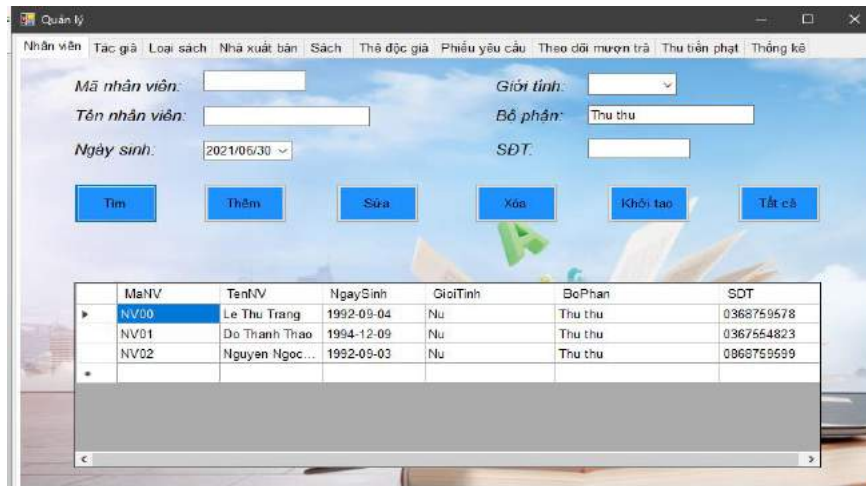 Quản lý
Nhân viên Tác giả Loại sách Nhà xuất bản Sách Thẻ độc giả Phiếu yêu cầu Theo dõi mượn trả Thu tiền phạt Thống kê
Mã nhân viên: Giới tính:
Tên nhân viên: Bộ phận: Thu thu
Ngày sinh: 2021/06/30 SĐT:
Tìm Thêm Sửa Xóa Khởi tạo Tất cả
MaNV TenNV NgaySinh GioiTinh BoPhan SDT
NV00 Le Thu Trang 1992-09-04 Nu Thu thu 0368759578
NV01 Do Thanh Thao 1994-12-09 Nu Thu thu 0367554823
NV02 Nguyen Ngoc... 1992-09-03 Nu Thu thu 0868759599